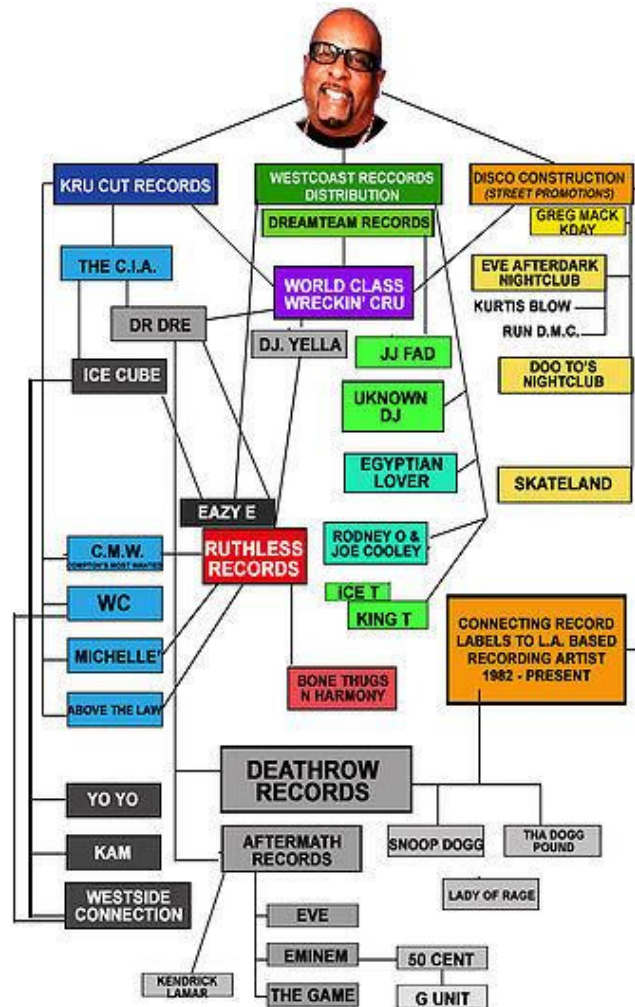 KRU CUT RECORDS
WESTCOAST RECCORDS
DISTRIBUTION
DISCO CONSTRUCTION
(STREET PROMOTIONS)
DREAMTEAM RECORDS
GREG MACK
KDAY
THE C.I.A.
WORLD CLASS
WRECKIN' CRU
EVE AFTERDARK
NIGHTCLUB
KURTIS BLOW
RUN D.M.C.
DR DRE
DJ. YELLA
JJ FAD
ICE CUBE
DOO TO'S
NIGHTCLUB
UKNOWN
DJ
EGYPTIAN
LOVER
SKATELAND
EAZY E
RUTHLESS
RECORDS
RODNEY O &
JOE COOLEY
C.M.W.
COMPTON'S MOST WANTED
ICE T
KING T
WC
CONNECTING RECORD
LABELS TO L.A. BASED
RECORDING ARTIST
1982 - PRESENT
MICHELLE'
BONE THUGS
N HARMONY
ABOVE THE LAW
DEATHROW
RECORDS
YO YO
AFTERMATH
RECORDS
SNOOP DOGG
THA DOGG
POUND
KAM
LADY OF RAGE
WESTSIDE
CONNECTION
EVE
EMINEM
50 CENT
KENDRICK
LAMAR
THE GAME
G UNIT